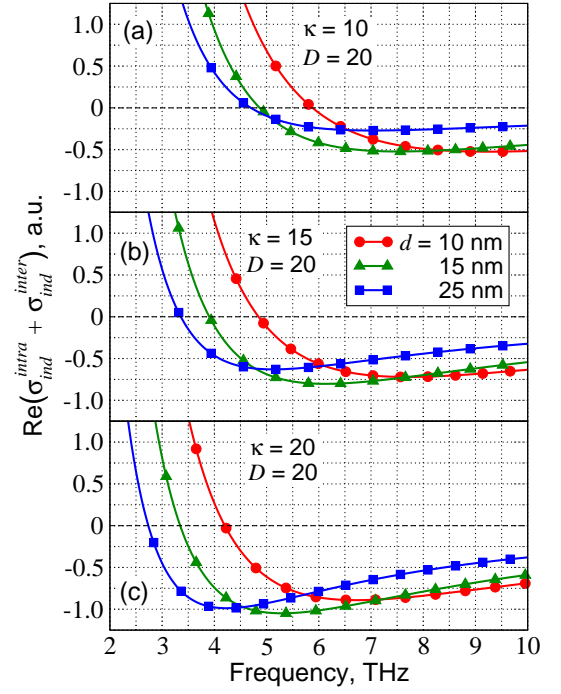 (a)
κ = 10
D = 20
1.0
0.5
0
-0.5
-1.0
(b)
κ = 15
D = 20
d = 10 nm
15 nm
25 nm
1.0
0.5
0
-0.5
-1.0
Re(σ_ind^intra + σ_ind^inter), a.u.
κ = 20
D = 20
1.0
0.5
0
-0.5
-1.0
(c)
2 3 4 5 6 7 8 9 10
Frequency, THz